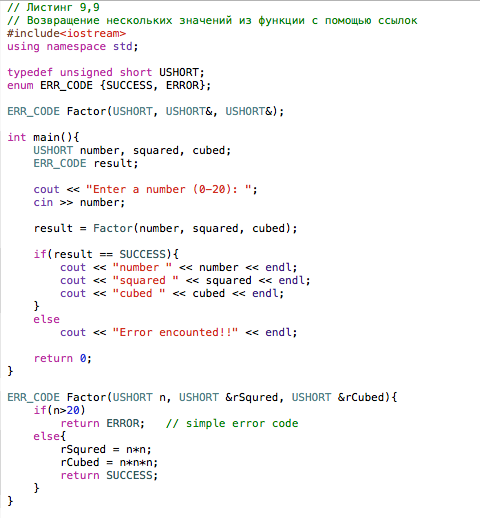 // Листинг 9,9
// Возвращение нескольких значений из функции с помощью ссылок
#include<iostream>
using namespace std;

typedef unsigned short USHORT;
enum ERR_CODE {SUCCESS, ERROR};

ERR_CODE Factor(USHORT, USHORT&, USHORT&);

int main(){
    USHORT number, squared, cubed;
    ERR_CODE result;

    cout << "Enter a number (0-20): ";
    cin >> number;

    result = Factor(number, squared, cubed);

    if(result == SUCCESS){
        cout << "number " << number << endl;
        cout << "squared " << squared << endl;
        cout << "cubed " << cubed << endl;
    }
    else
        cout << "Error encounted!!" << endl;

    return 0;
}

ERR_CODE Factor(USHORT n, USHORT &rSqured, USHORT &rCubed){
    if(n>20)
        return ERROR;   // simple error code
    else{
        rSqured = n*n;
        rCubed = n*n*n;
        return SUCCESS;
    }
}